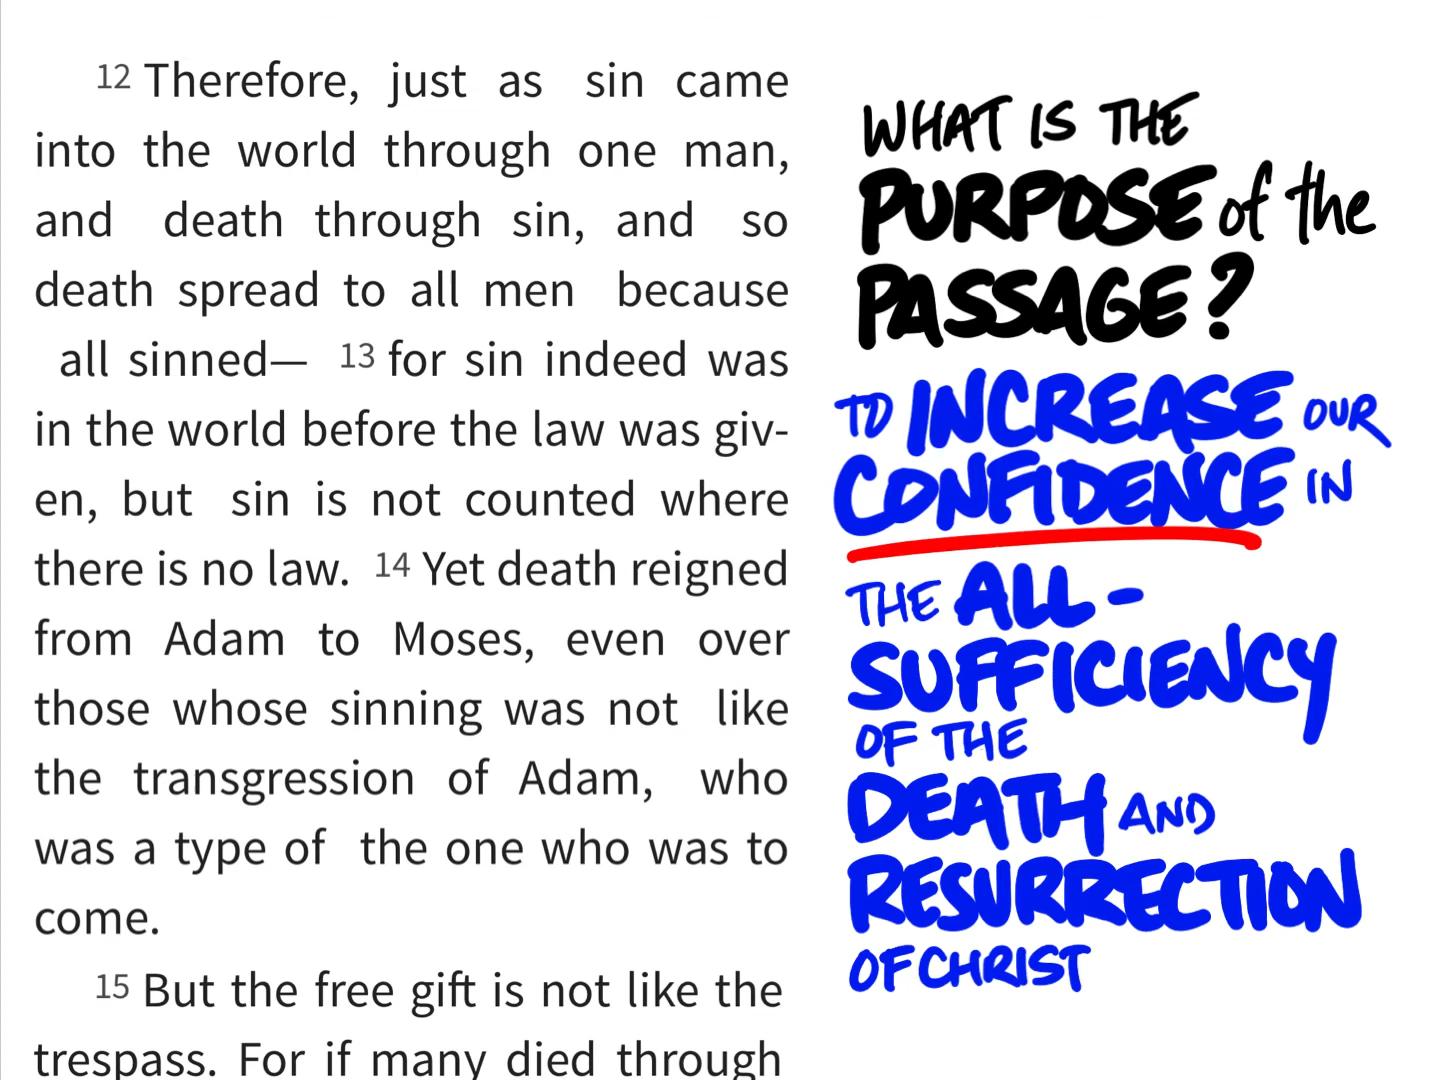 12 Therefore, just as sin came
into the world through one man,
and death through sin, and so
death spread to all men because
all sinned— 13 for sin indeed was
in the world before the law was giv-
en, but sin is not counted where
there is no law. 14 Yet death reigned
from Adam to Moses, even over
those whose sinning was not like
the transgression of Adam, who
was a type of the one who was to
come.
15 But the free gift is not like the
trespass. For if many died through
WHAT IS THE
PURPOSE of the
PASSAGE?
TO INCREASE OUR
CONFIDENCE IN
THE ALL-
SUFFICIENCY
OF THE
DEATH AND
RESURRECTION
OF CHRIST